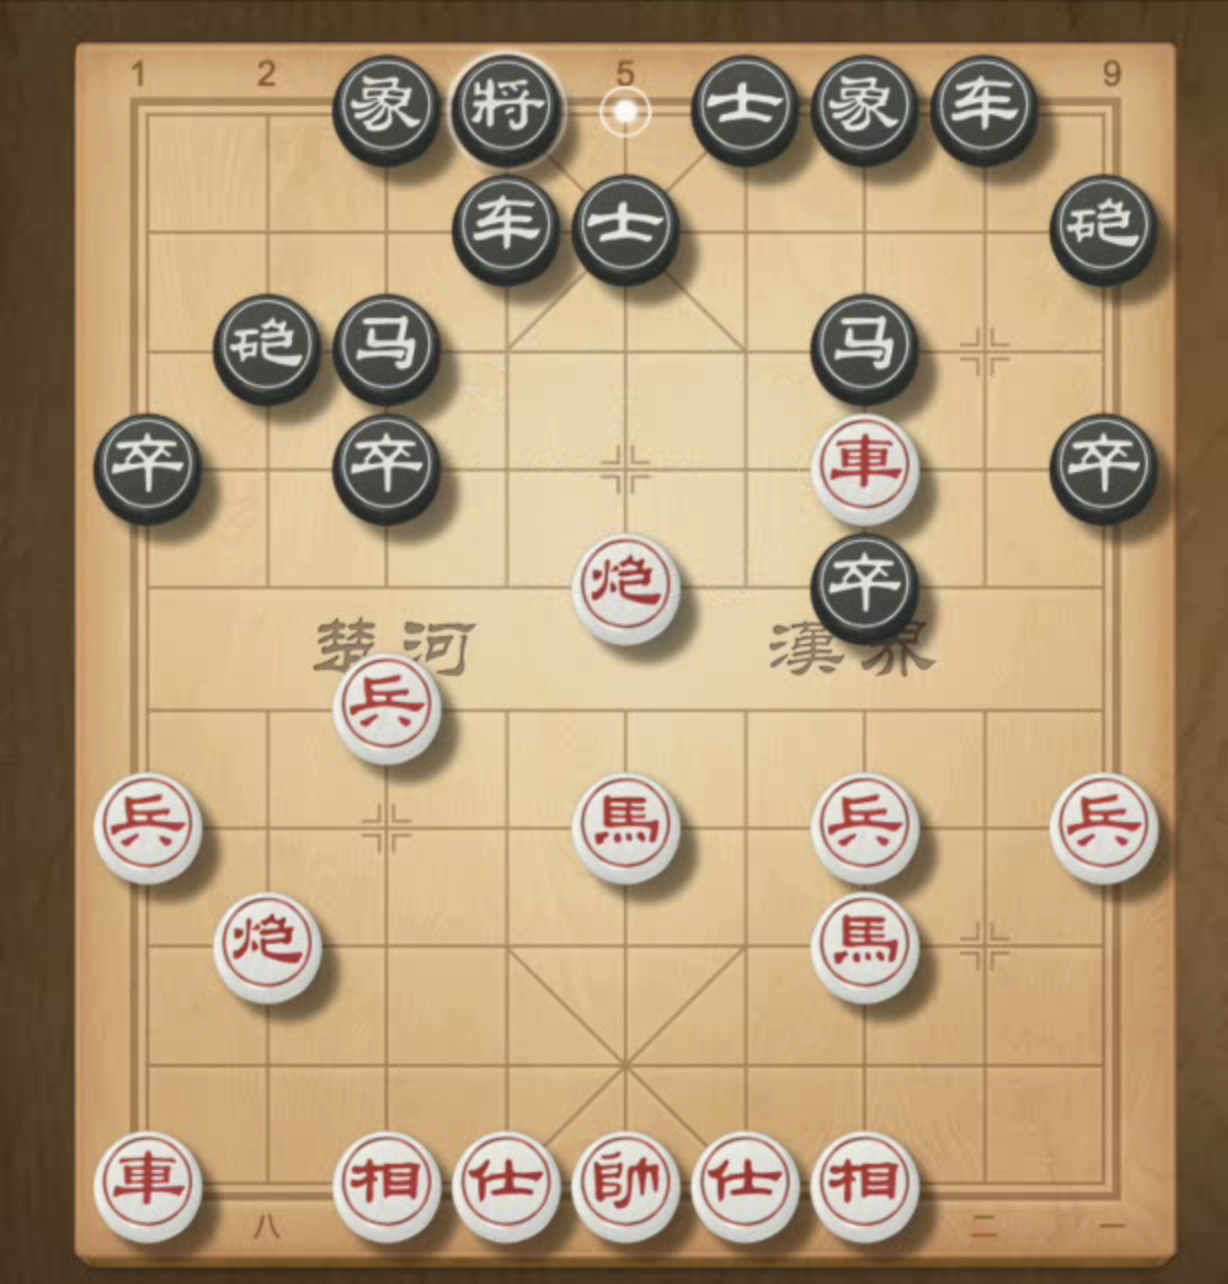 1 2 5 9
象 將 士 象 车
车 士 砲
砲 马 马
卒 卒 車 卒
炮 卒
楚河 漢界
兵
兵 馬 兵 兵
炮 馬
車 相 仕 帥 仕 相
八 二 一